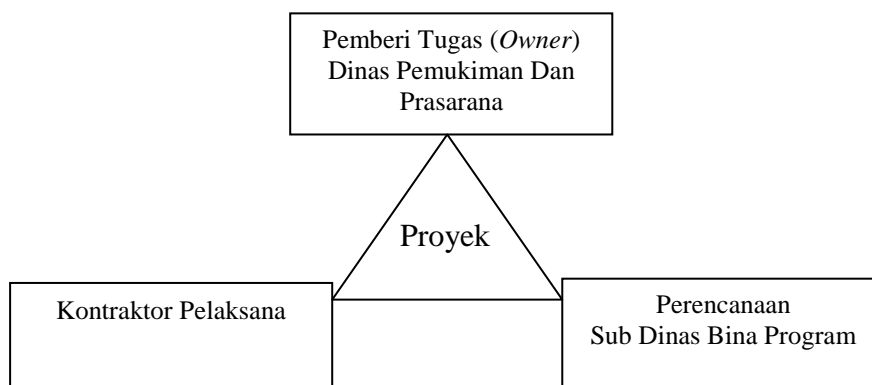 Pemberi Tugas (Owner)
Dinas Pemukiman Dan
Prasarana
Proyek
Kontraktor Pelaksana
Perencanaan
Sub Dinas Bina Program